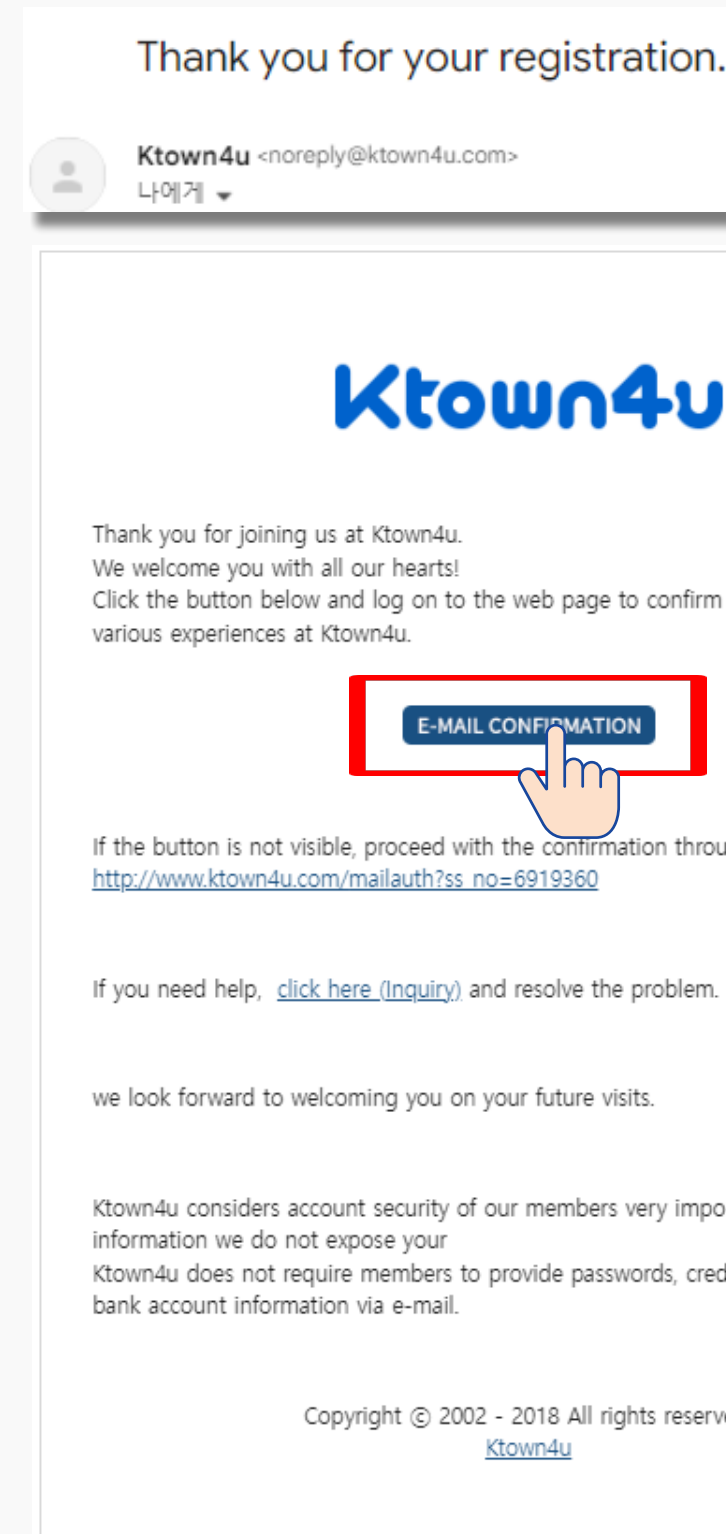 Thank you for your registration.
Ktown4u <noreply@ktown4u.com>
나에게
Ktown4u
Thank you for joining us at Ktown4u.
We welcome you with all our hearts!
Click the button below and log on to the web page to confirm
various experiences at Ktown4u.
E-MAIL CONFIRMATION
If the button is not visible, proceed with the confirmation throu
http://www.ktown4u.com/mailauth?ss_no=6919360
If you need help, click here (Inquiry) and resolve the problem.
we look forward to welcoming you on your future visits.
Ktown4u considers account security of our members very impo
information we do not expose your
Ktown4u does not require members to provide passwords, cred
bank account information via e-mail.
Copyright ⓒ 2002 - 2018 All rights reserv
Ktown4u